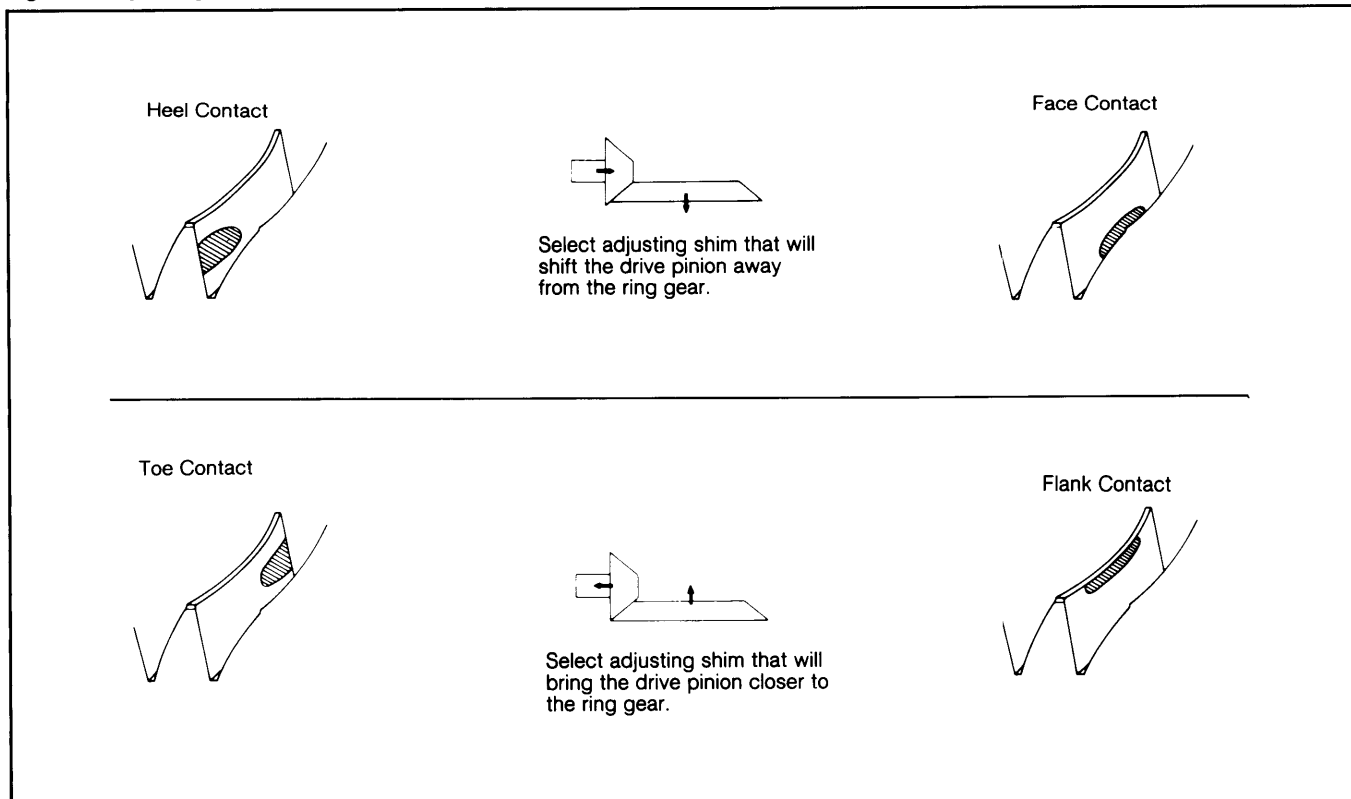 Heel Contact
Face Contact
Select adjusting shim that will
shift the drive pinion away
from the ring gear.
Toe Contact
Flank Contact
Select adjusting shim that will
bring the drive pinion closer to
the ring gear.